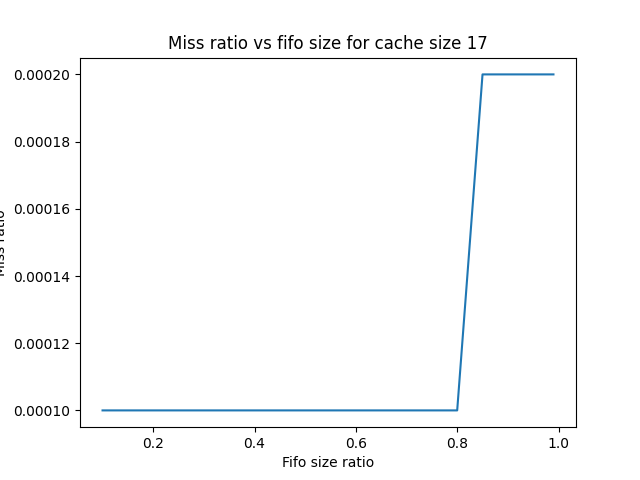 Miss ratio vs fifo size for cache size 17
0.00020
0.00018
0.00016
0.00014
0.00012
0.00010
Miss ratio
0.2 0.4 0.6 0.8 1.0
Fifo size ratio